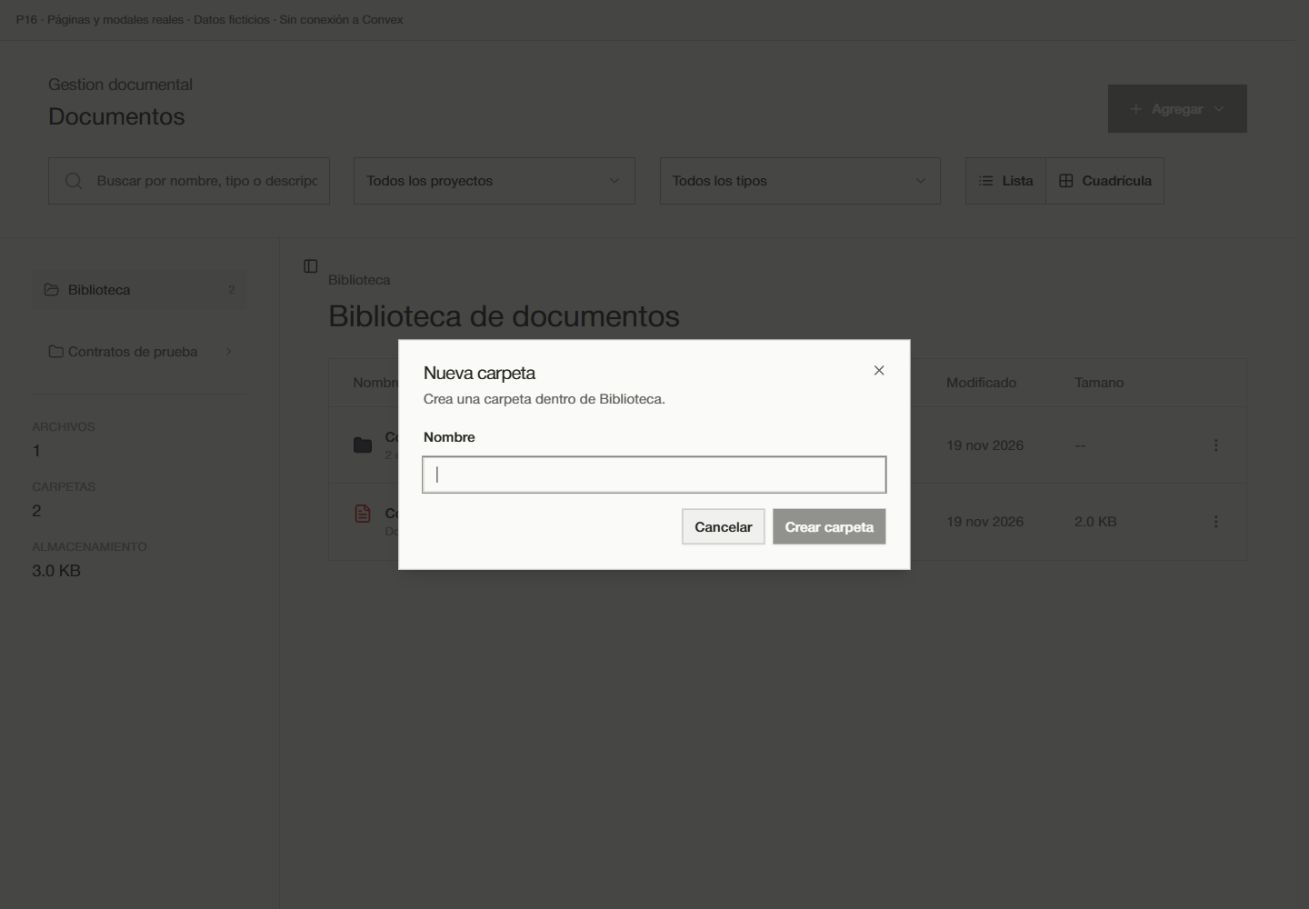 P16 - Páginas y modales reales - Datos ficticios - Sin conexión a Convex
Gestion documental
Documentos
Agregar
Buscar por nombre, tipo o descripc
Todos los proyectos
Todos los tipos
Lista
Cuadrícula
Biblioteca
2
Contratos de prueba
ARCHIVOS
1
CARPETAS
2
ALMACENAMIENTO
3.0 KB
Biblioteca
Biblioteca de documentos
Modificado
Tamano
19 nov 2026
--
19 nov 2026
2.0 KB
Nueva carpeta
Crea una carpeta dentro de Biblioteca.
Nombre
Cancelar
Crear carpeta